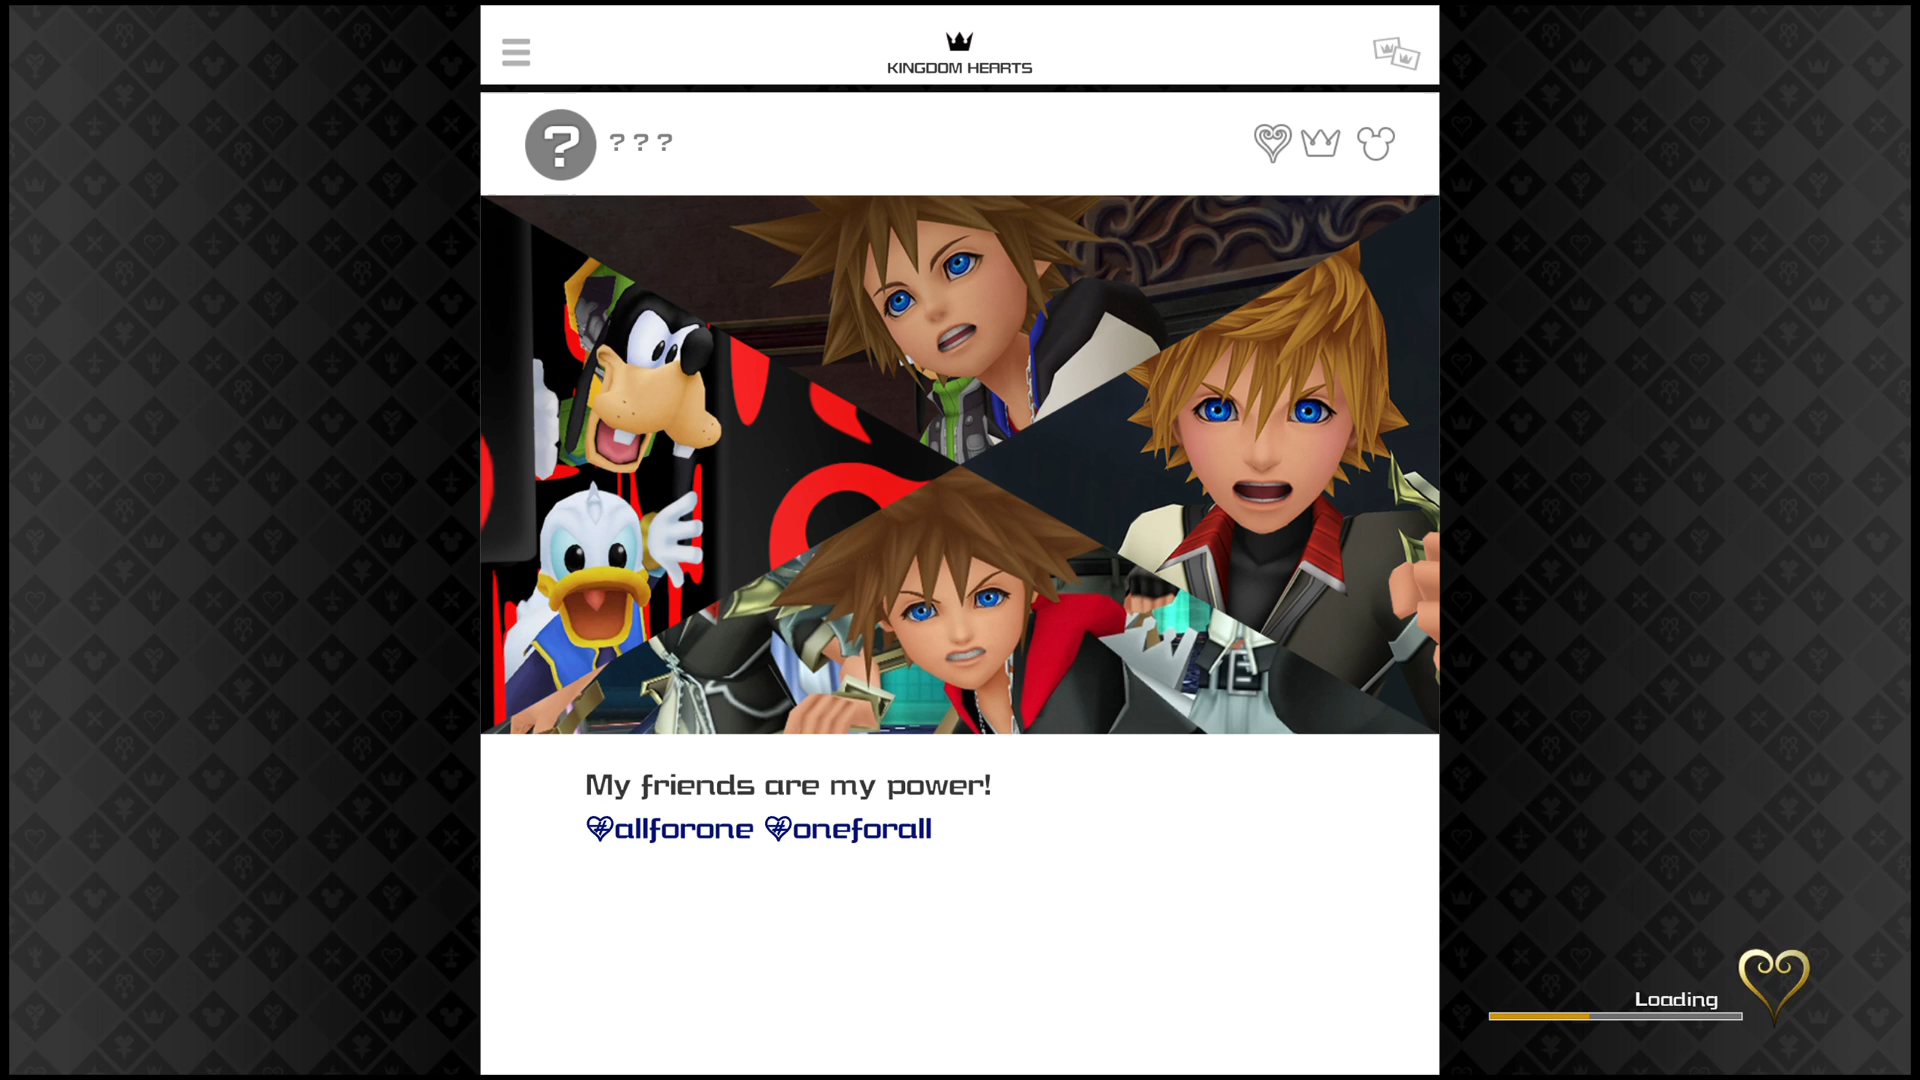 KINGDOM HEARTS
? ? ? ?
My friends are my power!
#allforone #oneforall
Loading